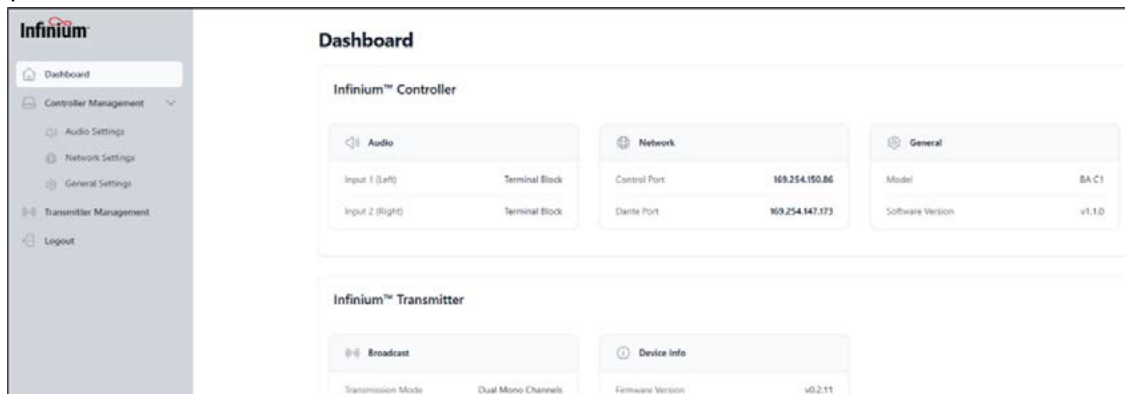 Infinium
Dashboard
Controller Management
Audio Settings
Network Settings
General Settings
Transmitter Management
Logout
Dashboard
Infinium™ Controller
Audio
Input 1 (Left) Terminal Block
Input 2 (Right) Terminal Block
Network
Control Port 169.254.150.86
Dante Port 169.254.147.173
General
Model BA C1
Software Version v1.1.0
Infinium™ Transmitter
Broadcast
Transmission Mode Dual Mono Channels
Device Info
Firmware Version v0.2.11